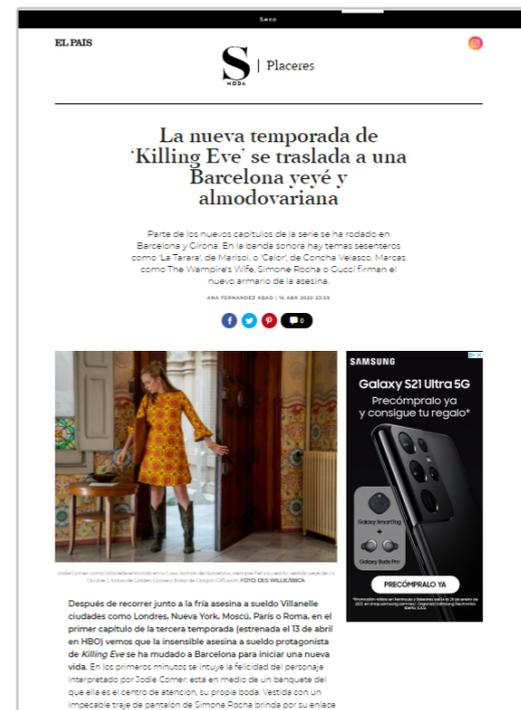 Sexo
EL PAÍS
S
MODA
Placeres
La nueva temporada de
‘Killing Eve’ se traslada a una
Barcelona yeyé y
almodovariana
Parte de los nuevos capítulos de la serie se ha rodado en
Barcelona y Girona. En la banda sonora hay temas sesenteros
como 'La Tarara', de Marisol, o 'Calor', de Concha Velasco. Marcas
como The Wampire's Wife, Simone Rocha o Gucci firman el
nuevo armario de la asesina.
ANA FERNÁNDEZ ABAD | 16 ABR 2020 23:55
0
SAMSUNG
Galaxy S21 Ultra 5G
Precómpralo ya
y consigue tu regalo*
Galaxy SmartTag
+
Galaxy Buds Pro
PRECÓMPRALO YA
FOTO: DES WILLIE/BBCA
Después de recorrer junto a la fría asesina a sueldo Villanelle
ciudades como Londres, Nueva York, Moscú, París o Roma, en el
primer capítulo de la tercera temporada (estrenada el 13 de abril
en HBO) vemos que la insensible asesina a sueldo protagonista
de Killing Eve se ha mudado a Barcelona para iniciar una nueva
vida. En los primeros minutos se intuye la felicidad del personaje
interpretado por Jodie Comer: está en medio de un banquete del
que ella es el centro de atención, su propia boda. Vestida con un
impecable traje de pantalón de Simone Rocha brinda por su enlace